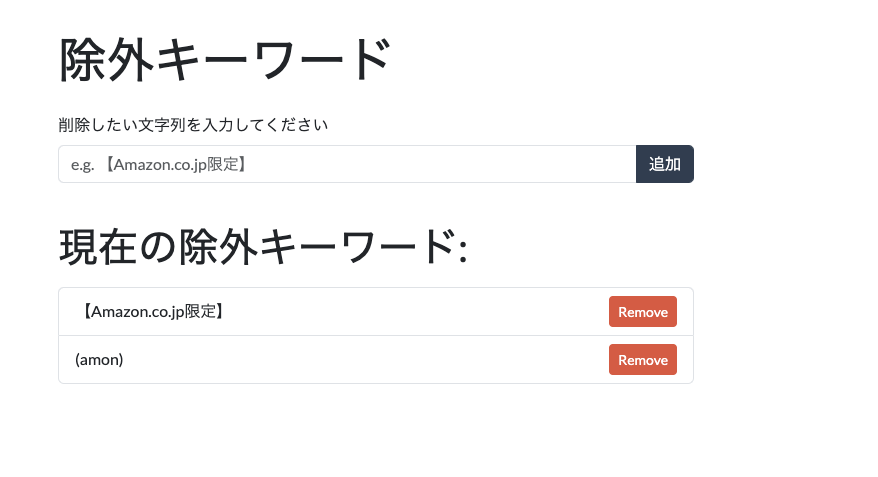 除外キーワード
削除したい文字列を入力してください
e.g. 【Amazon.co.jp限定】 追加
現在の除外キーワード:
【Amazon.co.jp限定】 Remove
(amon) Remove